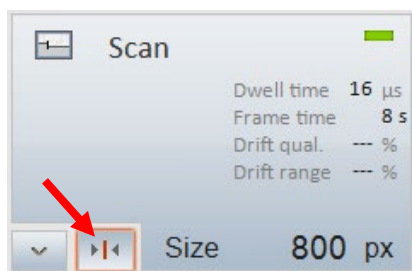 Scan
Dwell time 16 µs
Frame time 8 s
Drift qual. --- %
Drift range --- %
Size 800 px